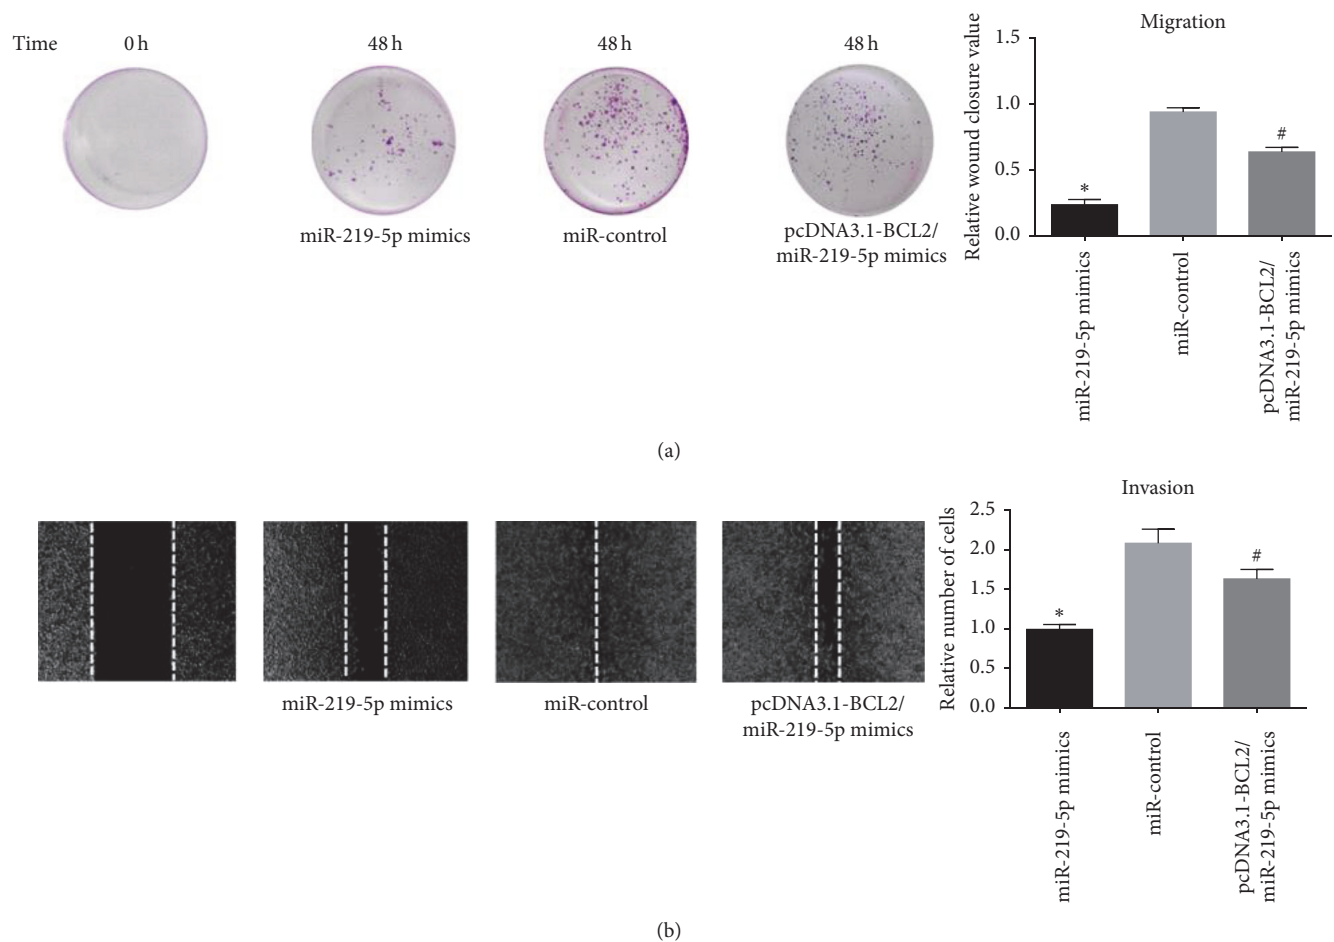 Time
0 h
48 h
48 h
48 h
miR-219-5p mimics
miR-control
pcDNA3.1-BCL2/
miR-219-5p mimics
Migration
Relative wound closure value
1.5
1.0
0.5
0.0
*
#
miR-219-5p mimics
miR-control
pcDNA3.1-BCL2/
miR-219-5p mimics
(a)
miR-219-5p mimics
miR-control
pcDNA3.1-BCL2/
miR-219-5p mimics
Invasion
Relative number of cells
2.5
2.0
1.5
1.0
0.5
0.0
*
#
miR-219-5p mimics
miR-control
pcDNA3.1-BCL2/
miR-219-5p mimics
(b)